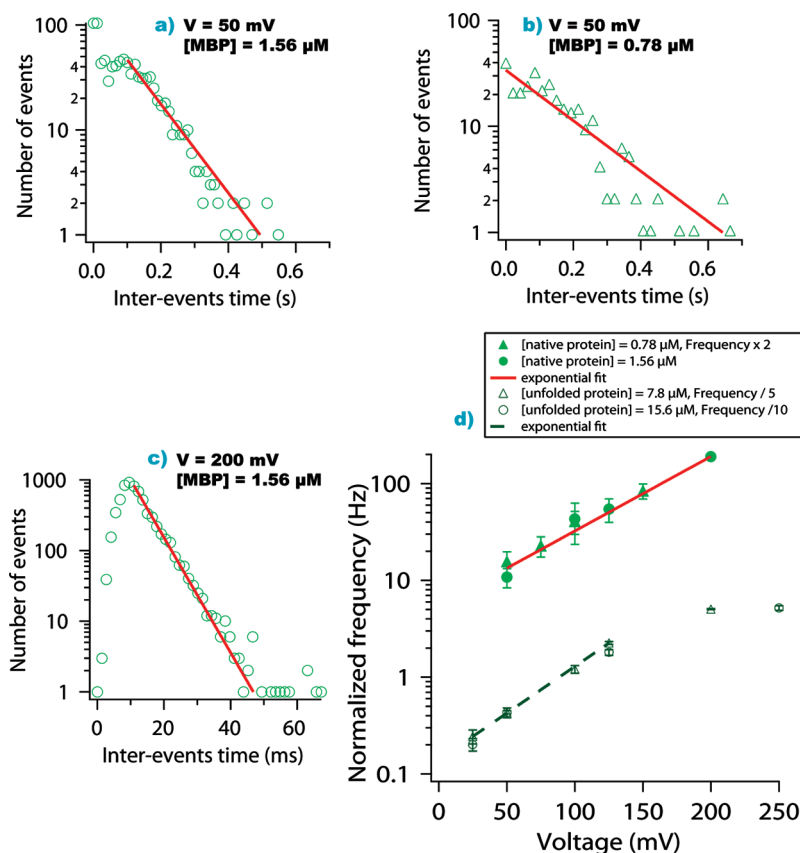 a) V = 50 mV
[MBP] = 1.56 µM
100
4
2
10
4
2
1
0.0 0.2 0.4 0.6
Number of events
Inter-events time (s)
b) V = 50 mV
[MBP] = 0.78 µM
100
4
2
10
4
2
1
0.0 0.2 0.4 0.6
Number of events
Inter-events time (s)
c) V = 200 mV
[MBP] = 1.56 µM
1000
100
10
1
0 20 40 60
Number of events
Inter-events time (ms)
[native protein] = 0.78 µM, Frequency x 2
[native protein] = 1.56 µM
exponential fit
[unfolded protein] = 7.8 µM, Frequency / 5
[unfolded protein] = 15.6 µM, Frequency /10
exponential fit
d)
100
10
1
0.1
0 50 100 150 200 250
Normalized frequency (Hz)
Voltage (mV)